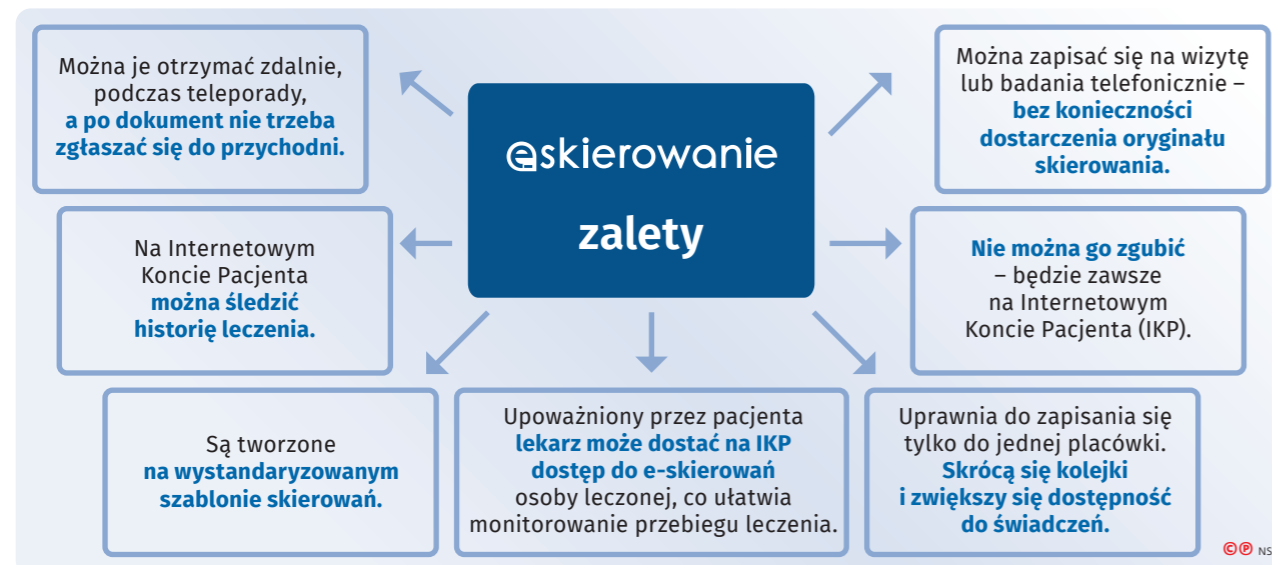 Można je otrzymać zdalnie,
podczas teleporady,
a po dokument nie trzeba
zgłaszać się do przychodni.
eskierowanie
zalety
Można zapisać się na wizytę
lub badania telefonicznie –
bez konieczności
dostarczenia oryginału
skierowania.
Na Internetowym
Koncie Pacjenta
można śledzić
historię leczenia.
Nie można go zgubić
– będzie zawsze
na Internetowym
Koncie Pacjenta (IKP).
Są tworzone
na wystandaryzowanym
szablonie skierowań.
Upoważniony przez pacjenta
lekarz może dostać na IKP
dostęp do e-skierowań
osoby leczonej, co ułatwia
monitorowanie przebiegu leczenia.
Uprawnia do zapisania się
tylko do jednej placówki.
Skrócą się kolejki
i zwiększy się dostępność
do świadczeń.
©℗ NS